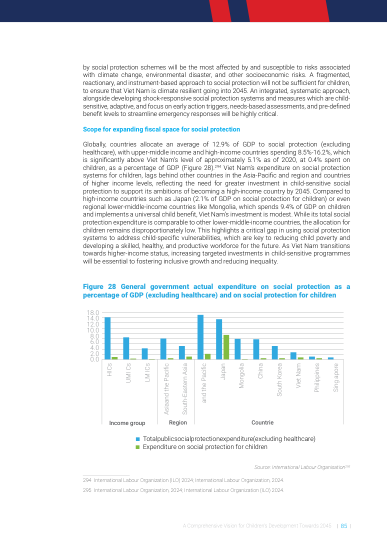 by social protection schemes will be the most affected by and susceptible to risks associated
with climate change, environmental disaster, and other socioeconomic risks. A fragmented,
reactionary, and instrument-based approach to social protection will not be sufficient for children,
to ensure that Viet Nam is climate resilient going into 2045. An integrated, systematic approach,
alongside developing shock-responsive social protection systems and measures which are child-
sensitive, adaptive, and focus on early action triggers, needs-based assessments, and pre-defined
benefit levels to streamline emergency responses will be highly critical.
Scope for expanding fiscal space for social protection
Globally, countries allocate an average of 12.9% of GDP to social protection (excluding
healthcare), with upper-middle income and high-income countries spending 8.5%-16.2%, which
is significantly above Viet Nam's level of approximately 5.1% as of 2020, at 0.4% spent on
children, as a percentage of GDP (Figure 28).²⁹⁴ Viet Nam's expenditure on social protection
systems for children, lags behind other countries in the Asia-Pacific and region and countries
of higher income levels, reflecting the need for greater investment in child-sensitive social
protection to support its ambitions of becoming a high-income country by 2045. Compared to
high-income countries such as Japan (2.1% of GDP on social protection for children) or even
regional lower-middle-income countries like Mongolia, which spends 9.4% of GDP on children
and implements a universal child benefit, Viet Nam's investment is modest. While its total social
protection expenditure is comparable to other lower-middle-income countries, the allocation for
children remains disproportionately low. This highlights a critical gap in using social protection
systems to address child-specific vulnerabilities, which are key to reducing child poverty and
developing a skilled, healthy, and productive workforce for the future. As Viet Nam transitions
towards higher-income status, increasing targeted investments in child-sensitive programmes
will be essential to fostering inclusive growth and reducing inequality.
Figure 28 General government actual expenditure on social protection as a
percentage of GDP (excluding healthcare) and on social protection for children
16.0
14.0
12.0
10.0
8.0
6.0
4.0
2.0
0.0
HICs
UMICs
LMICs
Asia and the Pacific
South Eastern Asia
and the Pacific
Japan
Mongolia
China
South Korea
Viet Nam
Philippines
Singapore
Income group
Region
Countrie
Totalpublicsocialprotectionexpenditure(excluding healthcare)
Expenditure on social protection for children
Source: International Labour Organisation
294 International Labour Organization (ILO) 2024; International Labour Organization, 2024
295 International Labour Organization, 2024; International Labour Organization (ILO) 2024
A Comprehensive Vision for Children's Development Towards 2045 | 85 |